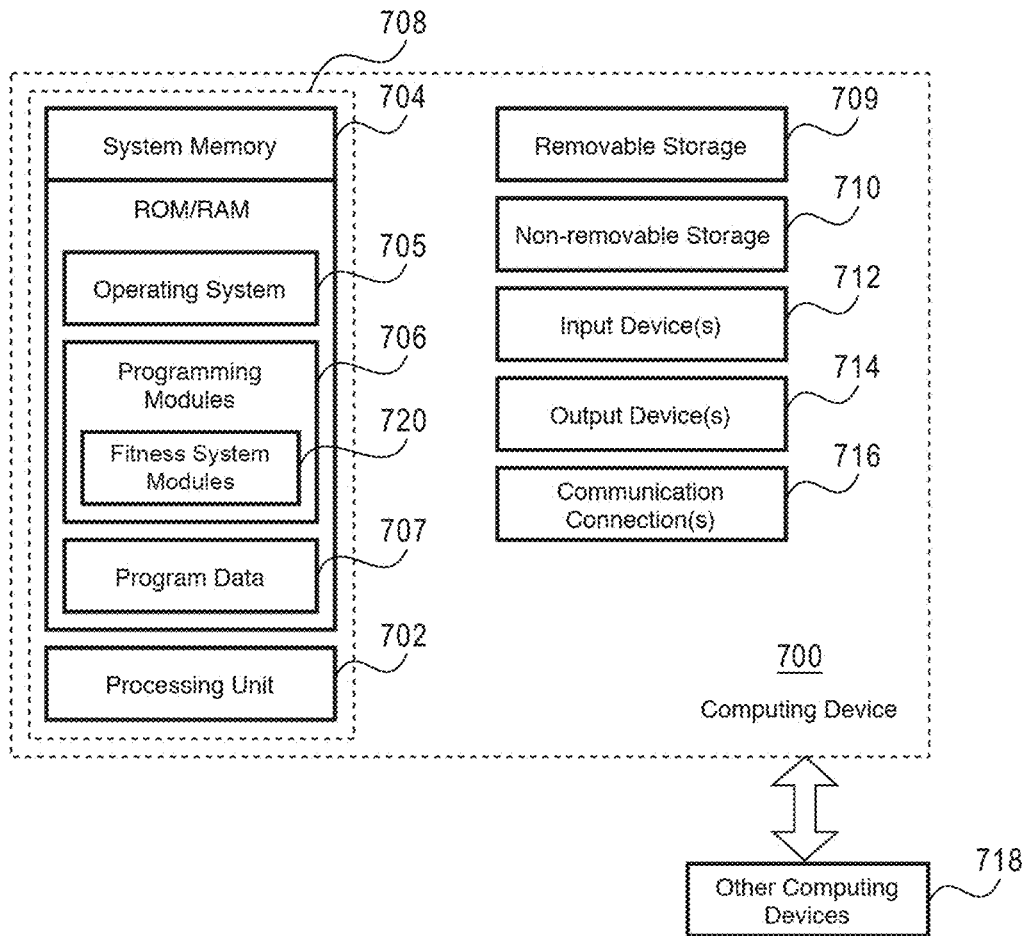 708
704
System Memory
ROM/RAM
705
Operating System
706
Programming
Modules
720
Fitness System
Modules
707
Program Data
702
Processing Unit
709
Removable Storage
710
Non-removable Storage
712
Input Device(s)
714
Output Device(s)
716
Communication
Connection(s)
700
Computing Device
718
Other Computing
Devices